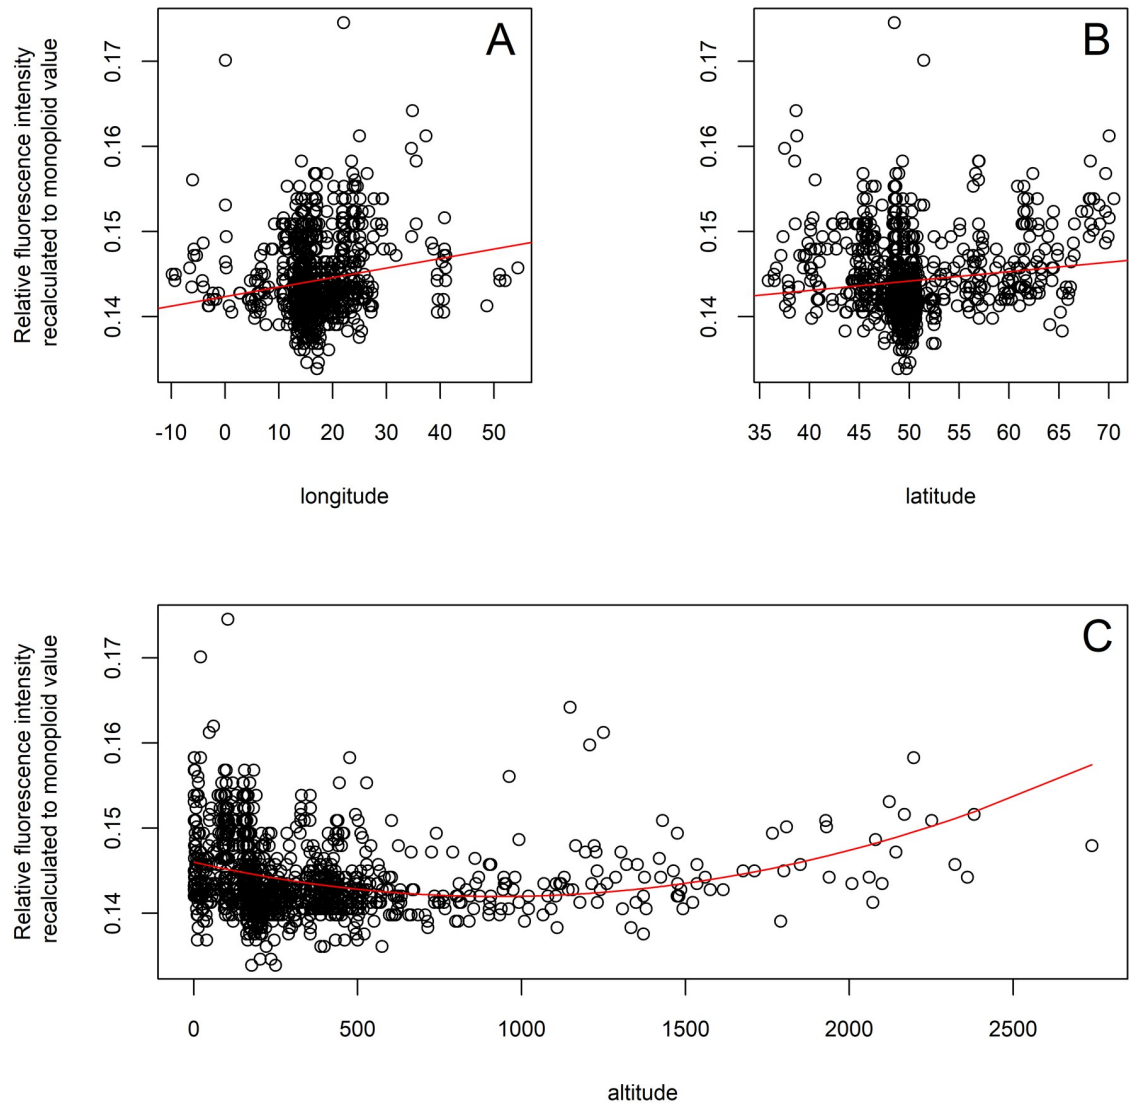 Relative fluorescence intensity
recalculated to monoploid value
0.17
0.16
0.15
0.14
A
-10 0 10 20 30 40 50
longitude
0.17
0.16
0.15
0.14
B
35 40 45 50 55 60 65 70
latitude
Relative fluorescence intensity
recalculated to monoploid value
0.17
0.16
0.15
0.14
C
0 500 1000 1500 2000 2500
altitude